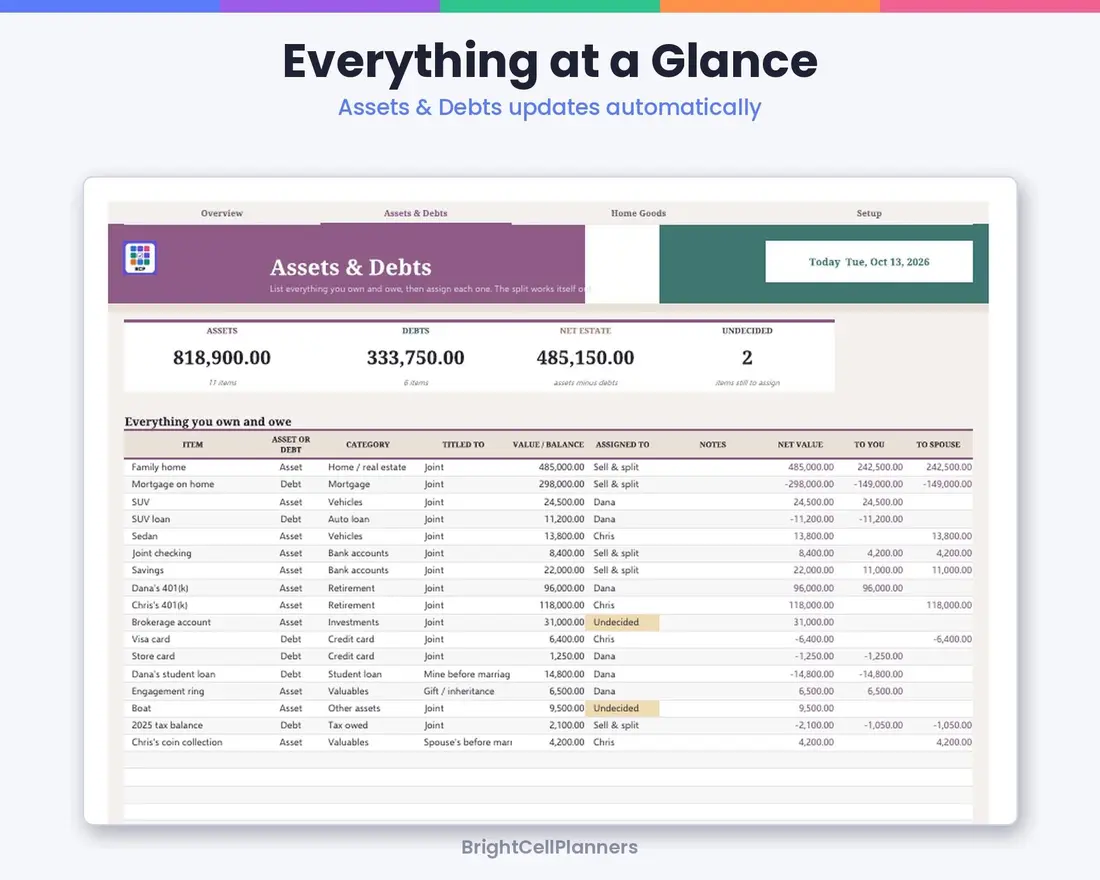 Everything at a Glance
Assets & Debts updates automatically
Overview Assets & Debts Home Goods Setup
BCP
Assets & Debts
List everything you own and owe, then assign each one. The split works itself
Today Tue, Oct 13, 2026
ASSETS DEBTS NET ESTATE UNDECIDED
818,900.00 333,750.00 485,150.00 2
11 items 6 items assets minus debts items still to assign
Everything you own and owe
ITEM ASSET OR DEBT CATEGORY TITLED TO VALUE / BALANCE ASSIGNED TO NOTES NET VALUE TO YOU TO SPOUSE
Family home Asset Home / real estate Joint 485,000.00 Sell & split 485,000.00 242,500.00 242,500.00
Mortgage on home Debt Mortgage Joint 298,000.00 Sell & split -298,000.00 -149,000.00 -149,000.00
SUV Asset Vehicles Joint 24,500.00 Dana 24,500.00 24,500.00
SUV loan Debt Auto loan Joint 11,200.00 Dana -11,200.00 -11,200.00
Sedan Asset Vehicles Joint 13,800.00 Chris 13,800.00 13,800.00
Joint checking Asset Bank accounts Joint 8,400.00 Sell & split 8,400.00 4,200.00 4,200.00
Savings Asset Bank accounts Joint 22,000.00 Sell & split 22,000.00 11,000.00 11,000.00
Dana's 401(k) Asset Retirement Joint 96,000.00 Dana 96,000.00 96,000.00
Chris's 401(k) Asset Retirement Joint 118,000.00 Chris 118,000.00 118,000.00
Brokerage account Asset Investments Joint 31,000.00 Undecided 31,000.00
Visa card Debt Credit card Joint 6,400.00 Chris -6,400.00 -6,400.00
Store card Debt Credit card Joint 1,250.00 Dana -1,250.00 -1,250.00
Dana's student loan Debt Student loan Mine before marriag 14,800.00 Dana -14,800.00 -14,800.00
Engagement ring Asset Valuables Gift / inheritance 6,500.00 Dana 6,500.00 6,500.00
Boat Asset Other assets Joint 9,500.00 Undecided 9,500.00
2025 tax balance Debt Tax owed Joint 2,100.00 Sell & split -2,100.00 -1,050.00 -1,050.00
Chris's coin collection Asset Valuables Spouse's before marr 4,200.00 Chris 4,200.00 4,200.00
BrightCellPlanners